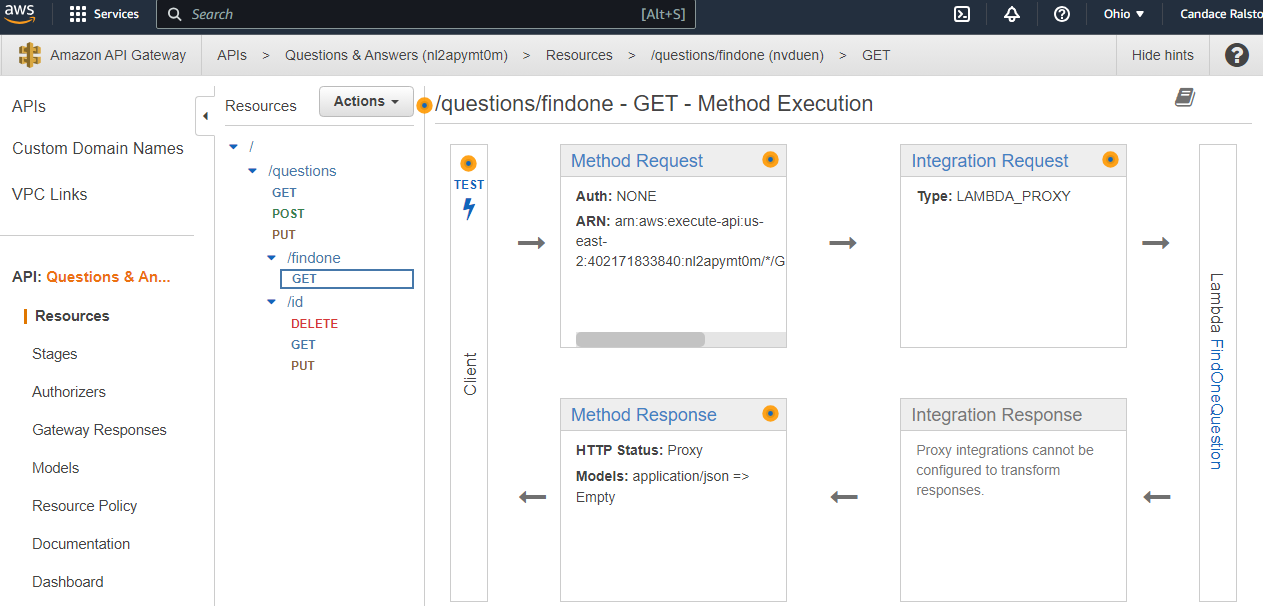 aws
Services
Search
[Alt+S]
Ohio
Candace Ralsto
Amazon API Gateway
APIs > Questions & Answers (nl2apymt0m) > Resources > /questions/findone (nvduen) > GET
Hide hints
?
APIs
Custom Domain Names
VPC Links
API: Questions & An...
Resources
Stages
Authorizers
Gateway Responses
Models
Resource Policy
Documentation
Dashboard
Resources
Actions
/
/questions
GET
POST
PUT
/findone
GET
/id
DELETE
GET
PUT
/questions/findone - GET - Method Execution
TEST
Client
Method Request
Auth: NONE
ARN: arn:aws:execute-api:us-
east-
2:402171833840:nl2apymt0m/*/G
Integration Request
Type: LAMBDA_PROXY
Method Response
HTTP Status: Proxy
Models: application/json =>
Empty
Integration Response
Proxy integrations cannot be
configured to transform
responses.
Lambda FindOneQuestion